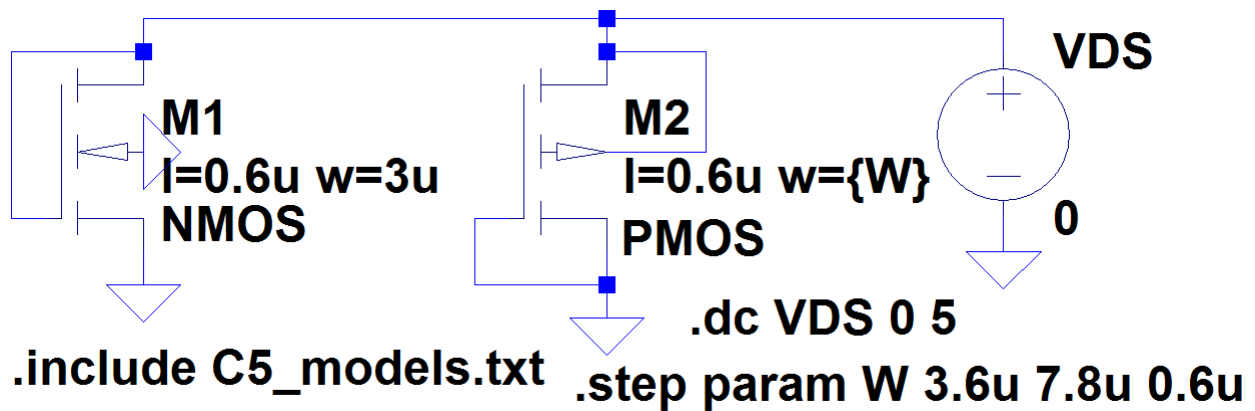 VDS
M1
l=0.6u w=3u
NMOS
M2
l=0.6u w={W}
PMOS
0
.dc VDS 0 5
.include C5_models.txt
.step param W 3.6u 7.8u 0.6u